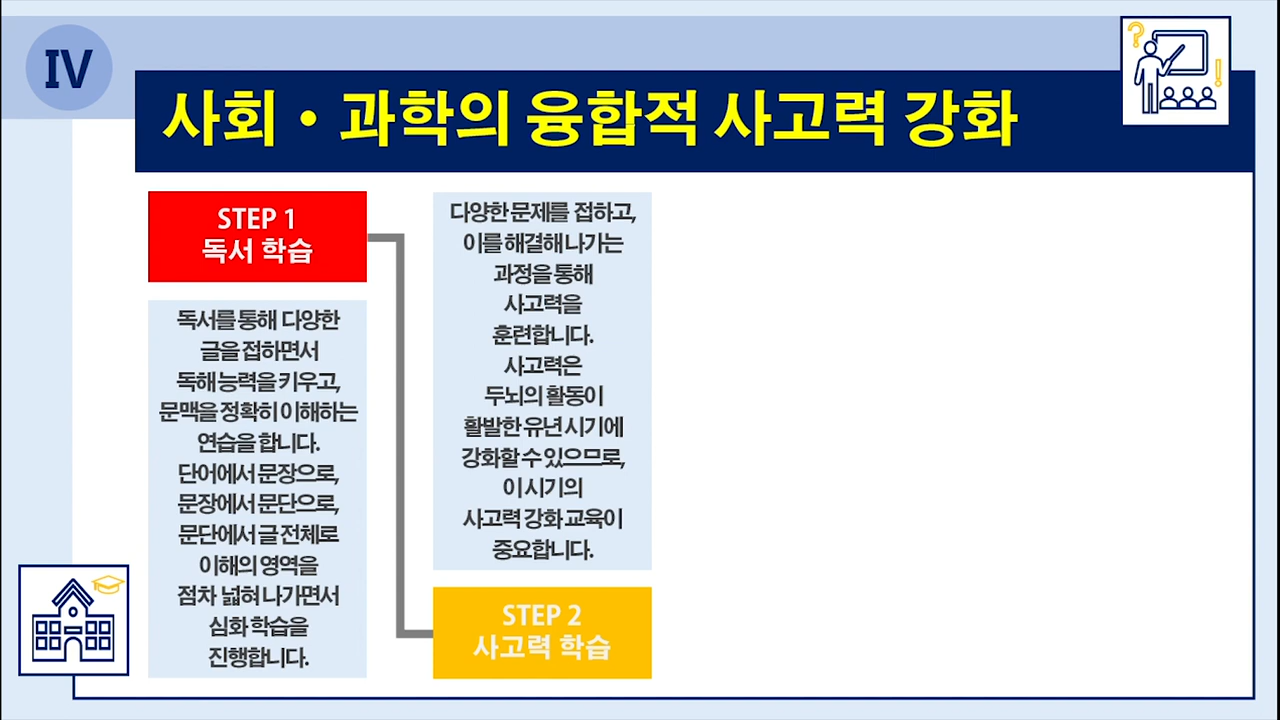 IV
사회·과학의 융합적 사고력 강화
?
!
STEP 1
독서 학습
독서를 통해 다양한
글을 접하면서
독해 능력을 키우고,
문맥을 정확히 이해하는
연습을 합니다.
단어에서 문장으로,
문장에서 문단으로,
문단에서 글 전체로
이해의 영역을
점차 넓혀 나가면서
심화 학습을
진행합니다.
다양한 문제를 접하고,
이를 해결해 나가는
과정을 통해
사고력을
훈련합니다.
사고력은
두뇌의 활동이
활발한 유년 시기에
강화할 수 있으므로,
이 시기의
사고력 강화 교육이
중요합니다.
STEP 2
사고력 학습